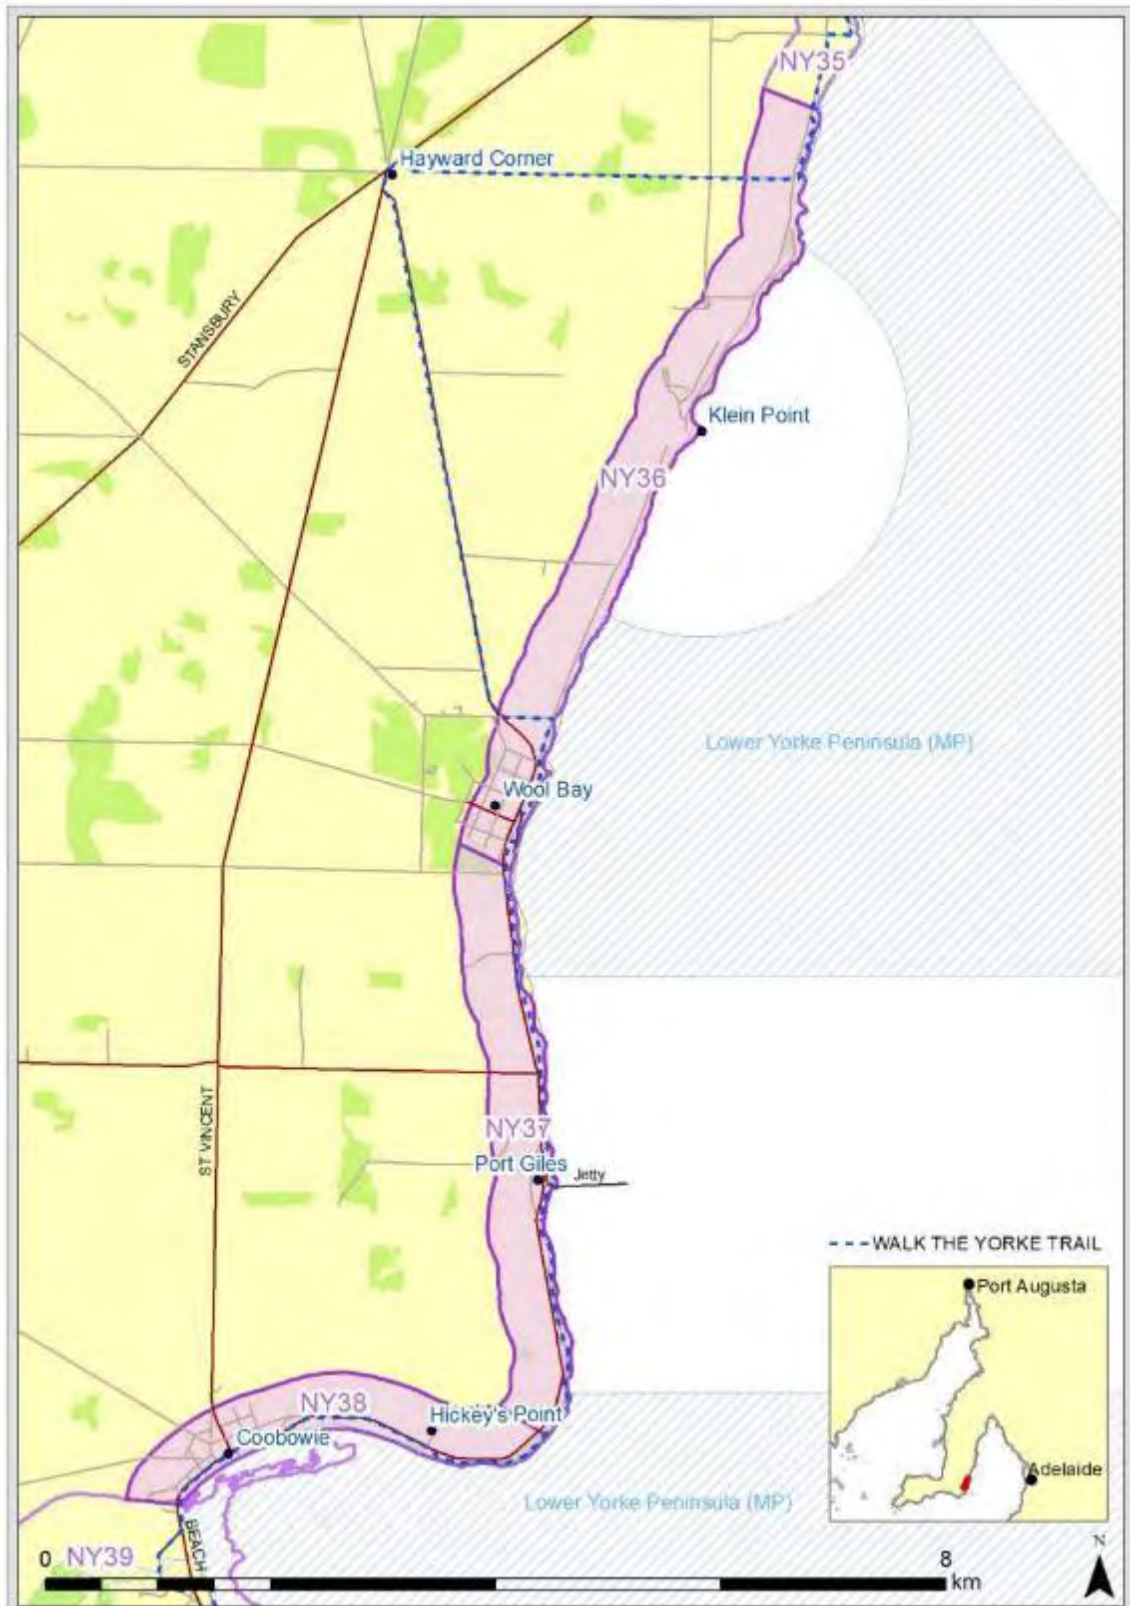 NY35
Hayward Corner
STANSBURY
Klein Point
NY36
Lower Yorke Peninsula (MP)
Wool Bay
ST VINCENT
NY37
Port Giles
Jetty
WALK THE YORKE TRAIL
Port Augusta
Adelaide
NY38
Hickey's Point
Coobowie
Lower Yorke Peninsula (MP)
BEACH
NY39
0
8
km
N